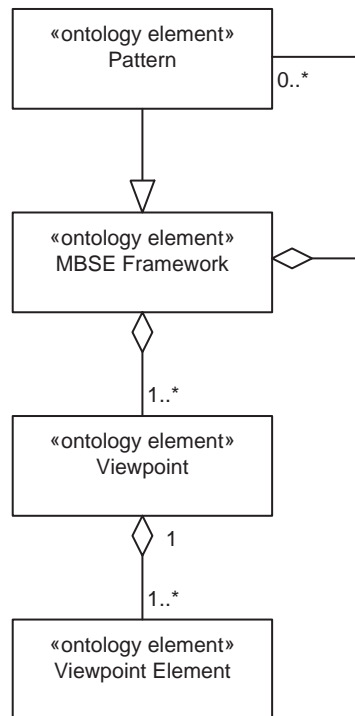 «ontology element»
Pattern
0..*
«ontology element»
MBSE Framework
1..*
«ontology element»
Viewpoint
1
1..*
«ontology element»
Viewpoint Element